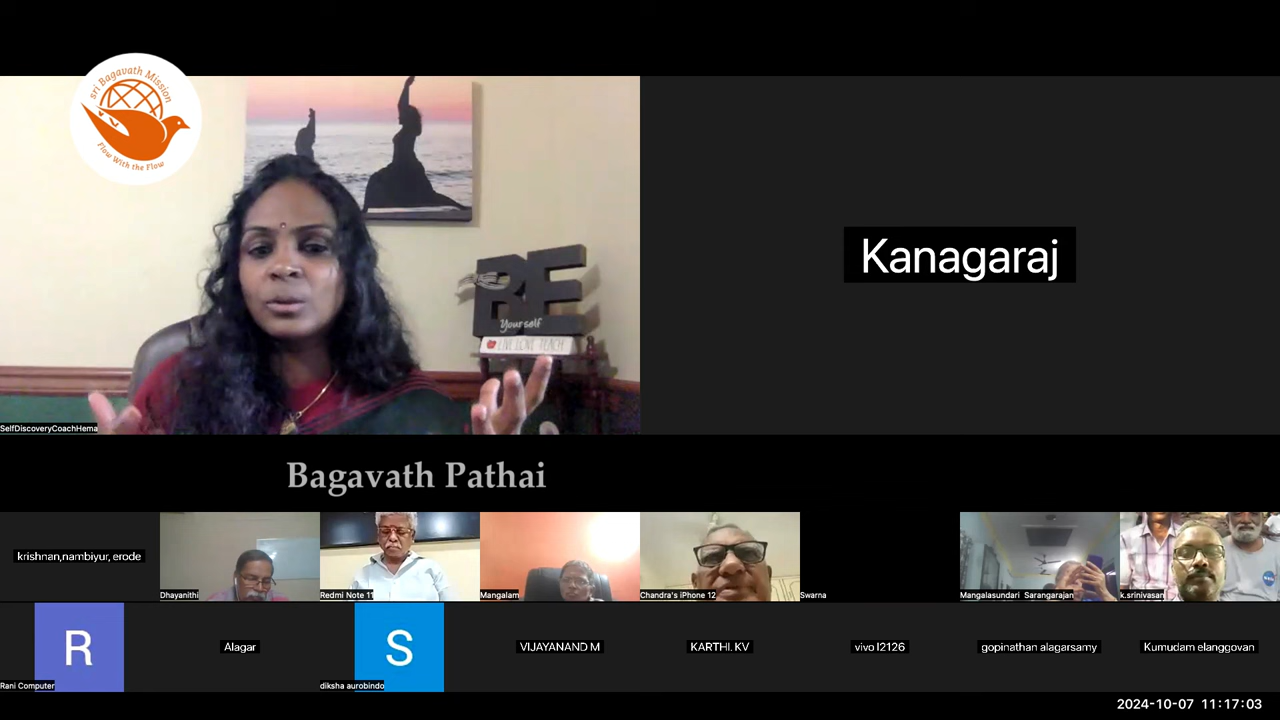 sri Bagavath Mission
Flow With the Flow
BE
Yourself
LIVE LOVE TEACH
SelfDiscoveryCoachHema
Kanagaraj
Bagavath Pathai
krishnan,nambiyur, erode
Dhayanithi
Redmi Note 11
Mangalam
Chandra's iPhone 12
Swarna
Mangalasundari Sarangarajan
k.srinivasan
R
Rani Computer
Alagar
S
diksha aurobindo
VIJAYANAND M
KARTHI. KV
vivo I2126
gopinathan alagarsamy
Kumudam elanggovan
2024-10-07 11:17:03